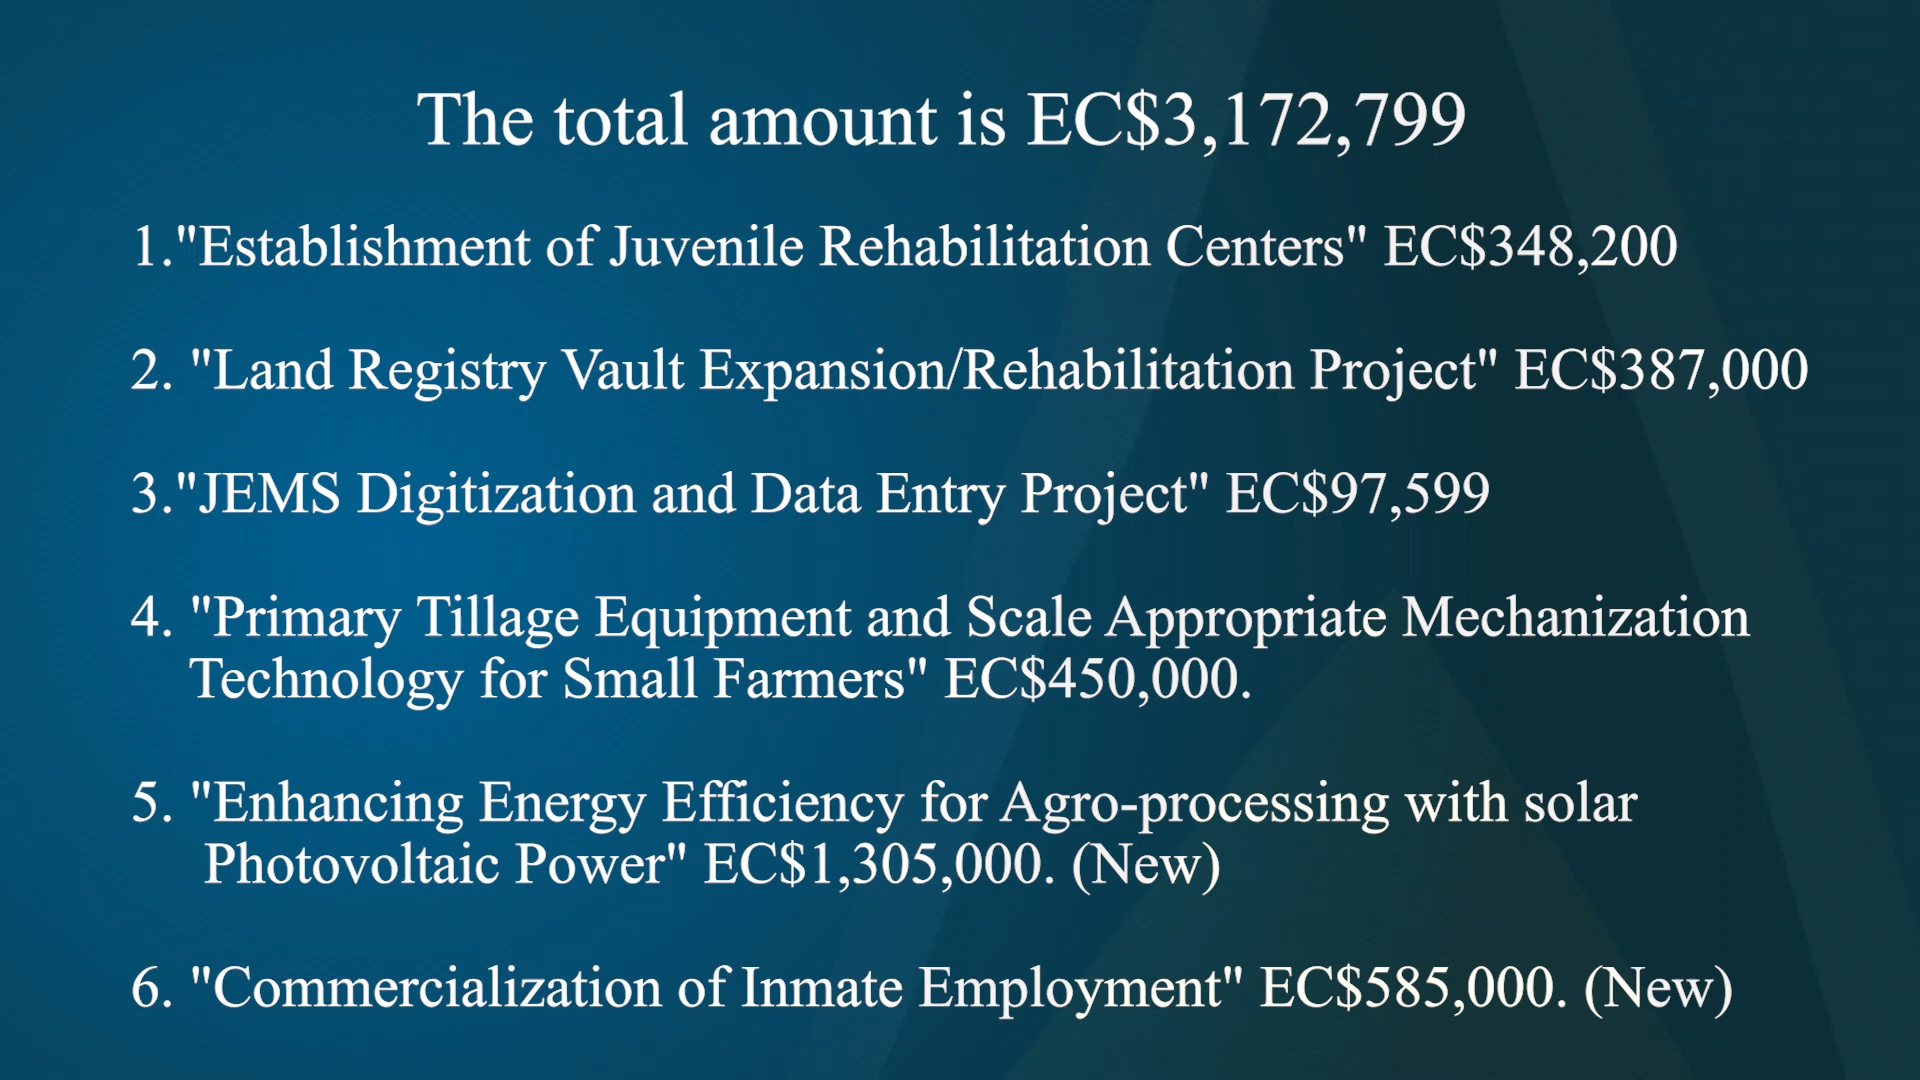 The total amount is EC$3,172,799
1."Establishment of Juvenile Rehabilitation Centers" EC$348,200
2. "Land Registry Vault Expansion/Rehabilitation Project" EC$387,000
3."JEMS Digitization and Data Entry Project" EC$97,599
4. "Primary Tillage Equipment and Scale Appropriate Mechanization
Technology for Small Farmers" EC$450,000.
5. "Enhancing Energy Efficiency for Agro-processing with solar
Photovoltaic Power" EC$1,305,000. (New)
6. "Commercialization of Inmate Employment" EC$585,000. (New)